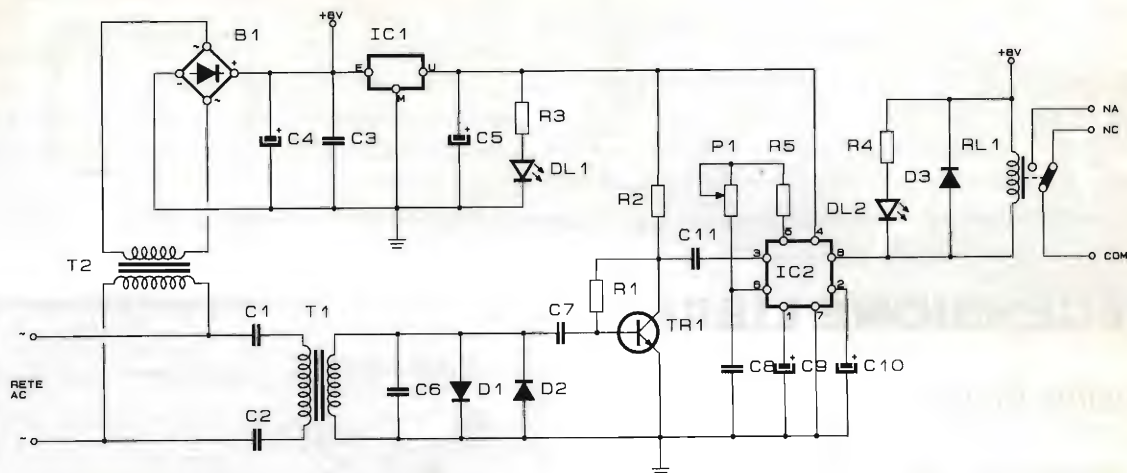 +8V
B1
IC1
+8V
~
-
+
~
E
U
M
+
C4
C3
+
C5
R3
DL1
R2
P1
R5
R4
D3
RL1
NA
NC
DL2
COM
C11
5
4
3
IC2
8
6
2
1
7
T2
R1
C7
TR1
C1
T1
~
RETE
AC
C6
D1
D2
C8
+
C9
+
C10
C2
~